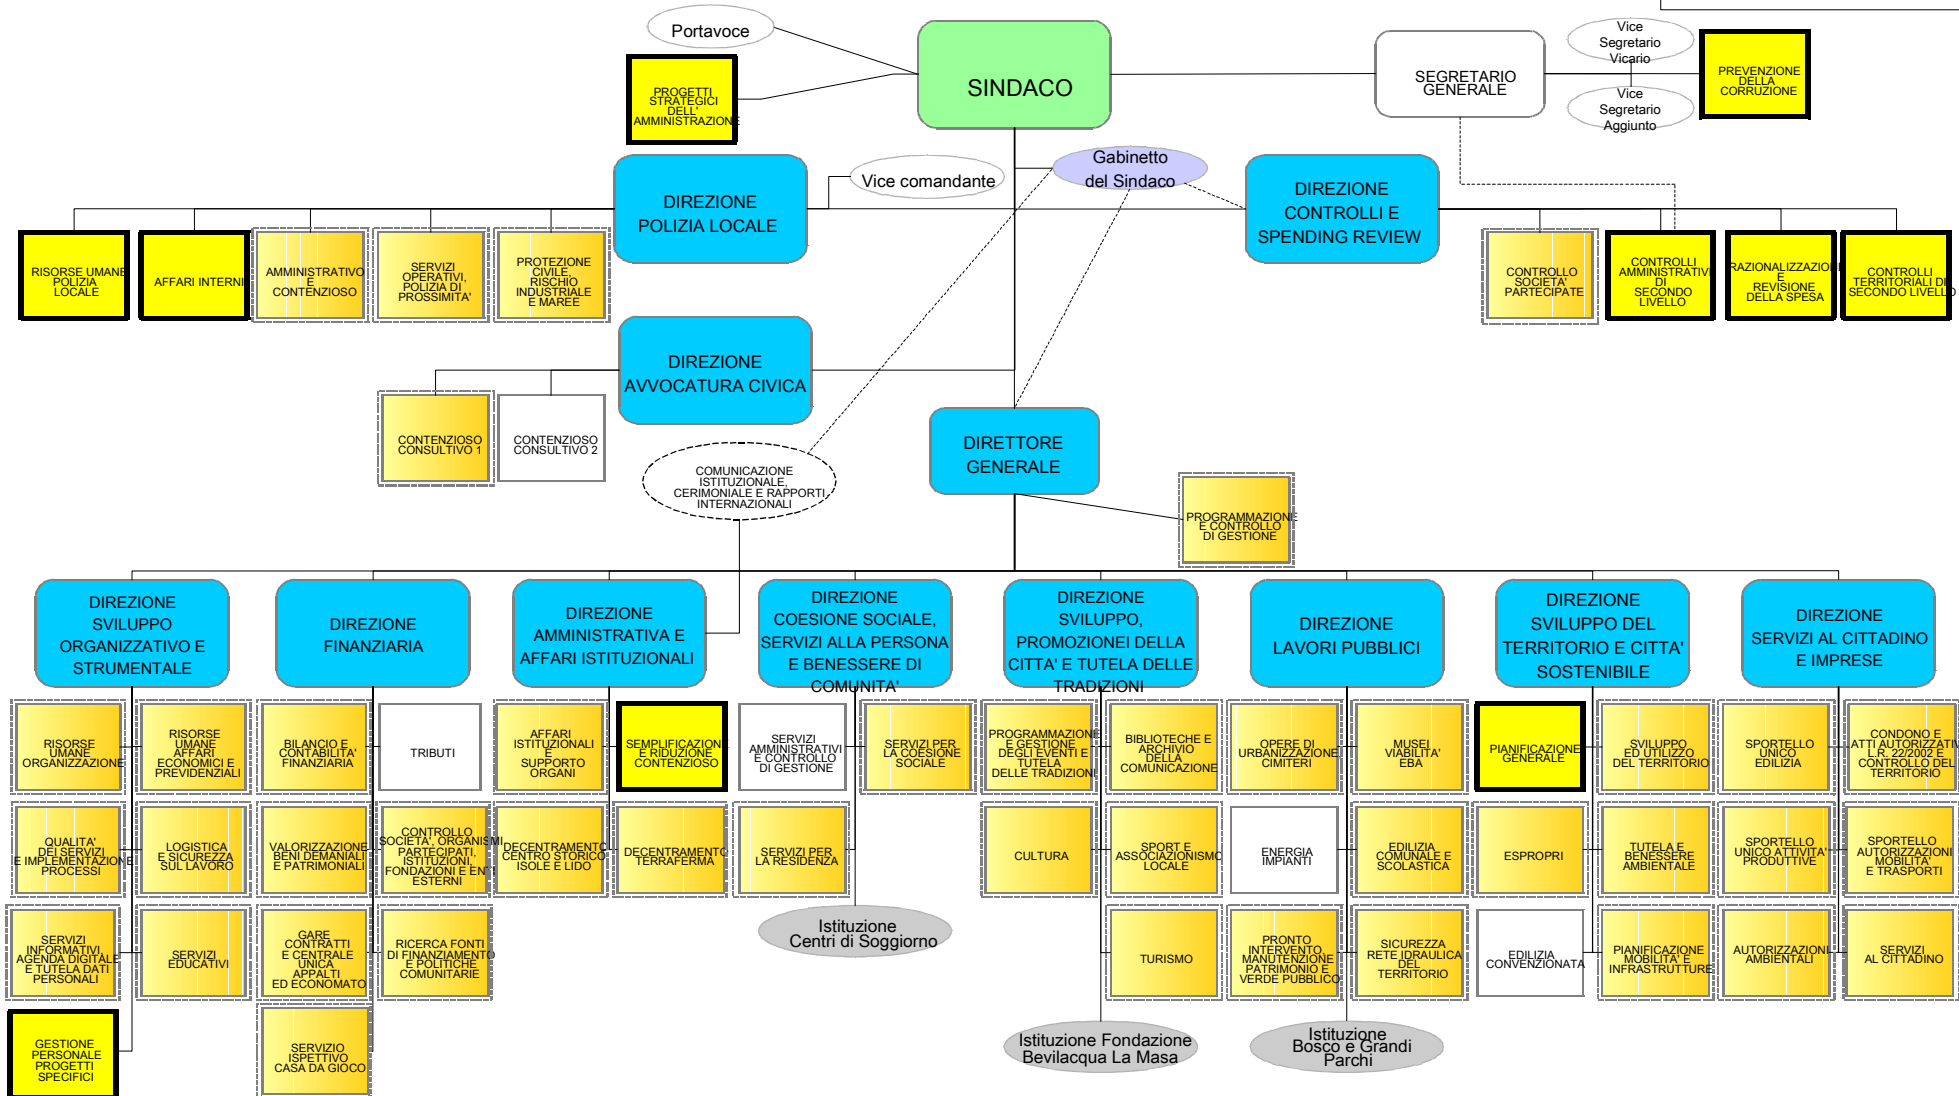 Portavoce
SINDACO
SEGRETARIO
GENERALE
Vice
Segretario
Vicario
Vice
Segretario
Aggiunto
PREVENZIONE
DELLA
CORRUZIONE
PROGETTI
STRATEGICI
DELL'
AMMINISTRAZIONE
DIREZIONE
POLIZIA LOCALE
Vice comandante
Gabinetto
del Sindaco
DIREZIONE
CONTROLLI E
SPENDING REVIEW
RISORSE UMANE
POLIZIA
LOCALE
AFFARI INTERNI
AMMINISTRATIVO
E
CONTENZIOSO
SERVIZI
OPERATIVI,
POLIZIA DI
PROSSIMITA'
PROTEZIONE
CIVILE,
RISCHIO
INDUSTRIALE
E MAREE
CONTROLLO
SOCIETA'
PARTECIPATE
CONTROLLI
AMMINISTRATIVI
DI
SECONDO
LIVELLO
RAZIONALIZZAZIONE
E
REVISIONE
DELLA SPESA
CONTROLLI
TERRITORIALI DI
SECONDO LIVELLO
DIREZIONE
AVVOCATURA CIVICA
CONTENZIOSO
CONSULTIVO 1
CONTENZIOSO
CONSULTIVO 2
DIRETTORE
GENERALE
COMUNICAZIONE
ISTITUZIONALE,
CERIMONIALE E RAPPORTI
INTERNAZIONALI
PROGRAMMAZIONE
E CONTROLLO
DI GESTIONE
DIREZIONE
SVILUPPO
ORGANIZZATIVO E
STRUMENTALE
DIREZIONE
FINANZIARIA
DIREZIONE
AMMINISTRATIVA E
AFFARI ISTITUZIONALI
DIREZIONE
COESIONE SOCIALE,
SERVIZI ALLA PERSONA
E BENESSERE DI
COMUNITA'
DIREZIONE
SVILUPPO,
PROMOZIONEI DELLA
CITTA' E TUTELA DELLE
TRADIZIONI
DIREZIONE
LAVORI PUBBLICI
DIREZIONE
SVILUPPO DEL
TERRITORIO E CITTA'
SOSTENIBILE
DIREZIONE
SERVIZI AL CITTADINO
E IMPRESE
RISORSE
UMANE
ORGANIZZAZIONE
RISORSE
UMANE
AFFARI
ECONOMICI E
PREVIDENZIALI
BILANCIO E
CONTABILITA'
FINANZIARIA
TRIBUTI
AFFARI
ISTITUZIONALI
E
SUPPORTO
ORGANI
SEMPLIFICAZIONE
E RIDUZIONE
CONTENZIOSO
SERVIZI
AMMINISTRATIVI
E CONTROLLO
DI GESTIONE
SERVIZI PER
LA COESIONE
SOCIALE
PROGRAMMAZIONE
E GESTIONE
DEGLI EVENTI E
TUTELA
DELLE TRADIZIONI
BIBLIOTECHE E
ARCHIVIO
DELLA
COMUNICAZIONE
OPERE DI
URBANIZZAZIONE
CIMITERI
MUSEI
VIABILITA'
EBA
PIANIFICAZIONE
GENERALE
SVILUPPO
ED UTILIZZO
DEL TERRITORIO
SPORTELLO
UNICO
EDILIZIA
CONDONO E
ATTI AUTORIZZATIVI
L.R. 22/2002 E
CONTROLLO DEL
TERRITORIO
QUALITA'
DEI SERVIZI
E IMPLEMENTAZIONE
PROCESSI
LOGISTICA
E SICUREZZA
SUL LAVORO
VALORIZZAZIONE
BENI DEMANIALI
E PATRIMONIALI
CONTROLLO
SOCIETA', ORGANISMI
PARTECIPATI,
ISTITUZIONI,
FONDAZIONI E ENTI
ESTERNI
DECENTRAMENTO
CENTRO STORICO
ISOLE E LIDO
DECENTRAMENTO
TERRAFERMA
SERVIZI PER
LA RESIDENZA
CULTURA
SPORT E
ASSOCIAZIONISMO
LOCALE
ENERGIA
IMPIANTI
EDILIZIA
COMUNALE E
SCOLASTICA
ESPROPRI
TUTELA E
BENESSERE
AMBIENTALE
SPORTELLO
UNICO ATTIVITA'
PRODUTTIVE
SPORTELLO
AUTORIZZAZIONI
MOBILITA'
E TRASPORTI
SERVIZI
INFORMATIVI,
AGENDA DIGITALE
E TUTELA DATI
PERSONALI
SERVIZI
EDUCATIVI
GARE
CONTRATTI
E CENTRALE
UNICA
APPALTI
ED ECONOMATO
RICERCA FONTI
DI FINANZIAMENTO
E POLITICHE
COMUNITARIE
Istituzione
Centri di Soggiorno
TURISMO
PRONTO
INTERVENTO,
MANUTENZIONE
PATRIMONIO E
VERDE PUBBLICO
SICUREZZA
RETE IDRAULICA
DEL
TERRITORIO
EDILIZIA
CONVENZIONATA
PIANIFICAZIONE
MOBILITA' E
INFRASTRUTTURE
AUTORIZZAZIONI
AMBIENTALI
SERVIZI
AL CITTADINO
GESTIONE
PERSONALE
PROGETTI
SPECIFICI
SERVIZIO
ISPETTIVO
CASA DA GIOCO
Istituzione Fondazione
Bevilacqua La Masa
Istituzione
Bosco e Grandi
Parchi